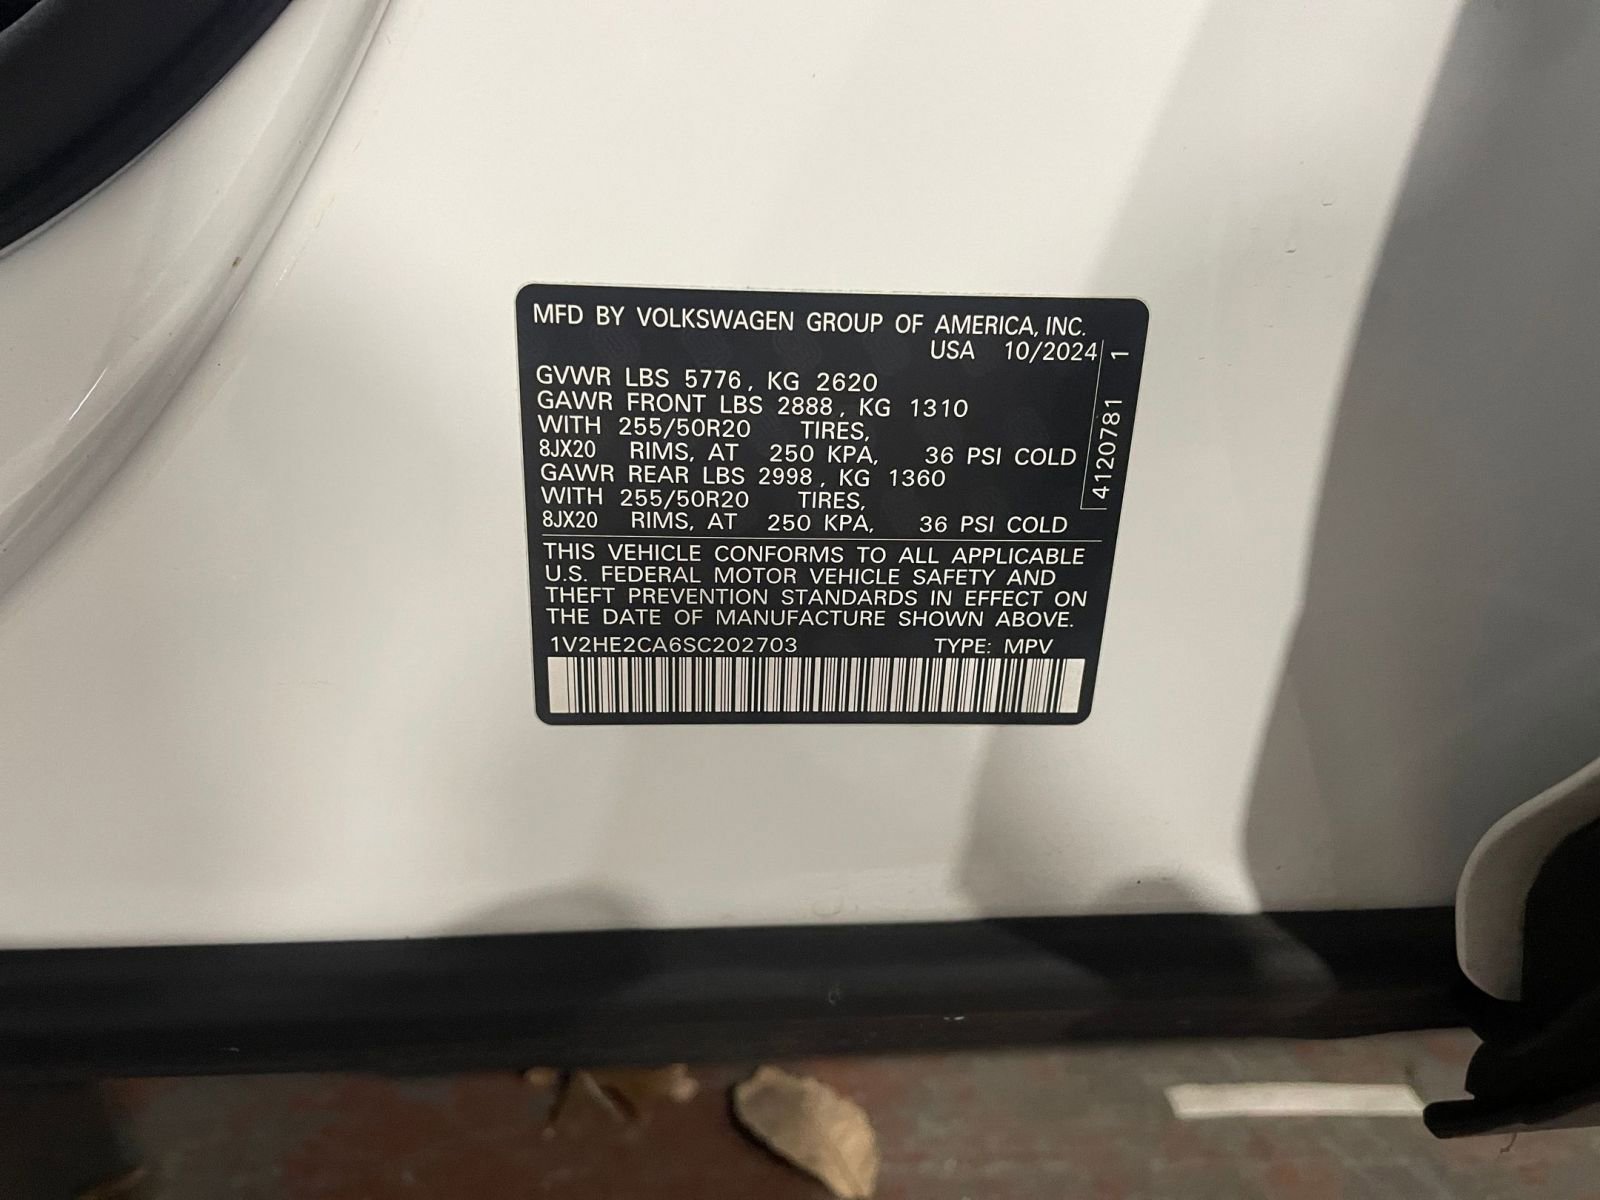 MFD BY VOLKSWAGEN GROUP OF AMERICA, INC.
USA 10/2024
GVWR LBS 5776, KG 2620
GAWR FRONT LBS 2888, KG 1310
WITH 255/50R20 TIRES,
8JX20 RIMS, AT 250 KPA, 36 PSI COLD
GAWR REAR LBS 2998, KG 1360
WITH 255/50R20 TIRES,
8JX20 RIMS, AT 250 KPA, 36 PSI COLD
4120781 1
THIS VEHICLE CONFORMS TO ALL APPLICABLE
U.S. FEDERAL MOTOR VEHICLE SAFETY AND
THEFT PREVENTION STANDARDS IN EFFECT ON
THE DATE OF MANUFACTURE SHOWN ABOVE.
1V2HE2CA6SC202703 TYPE: MPV